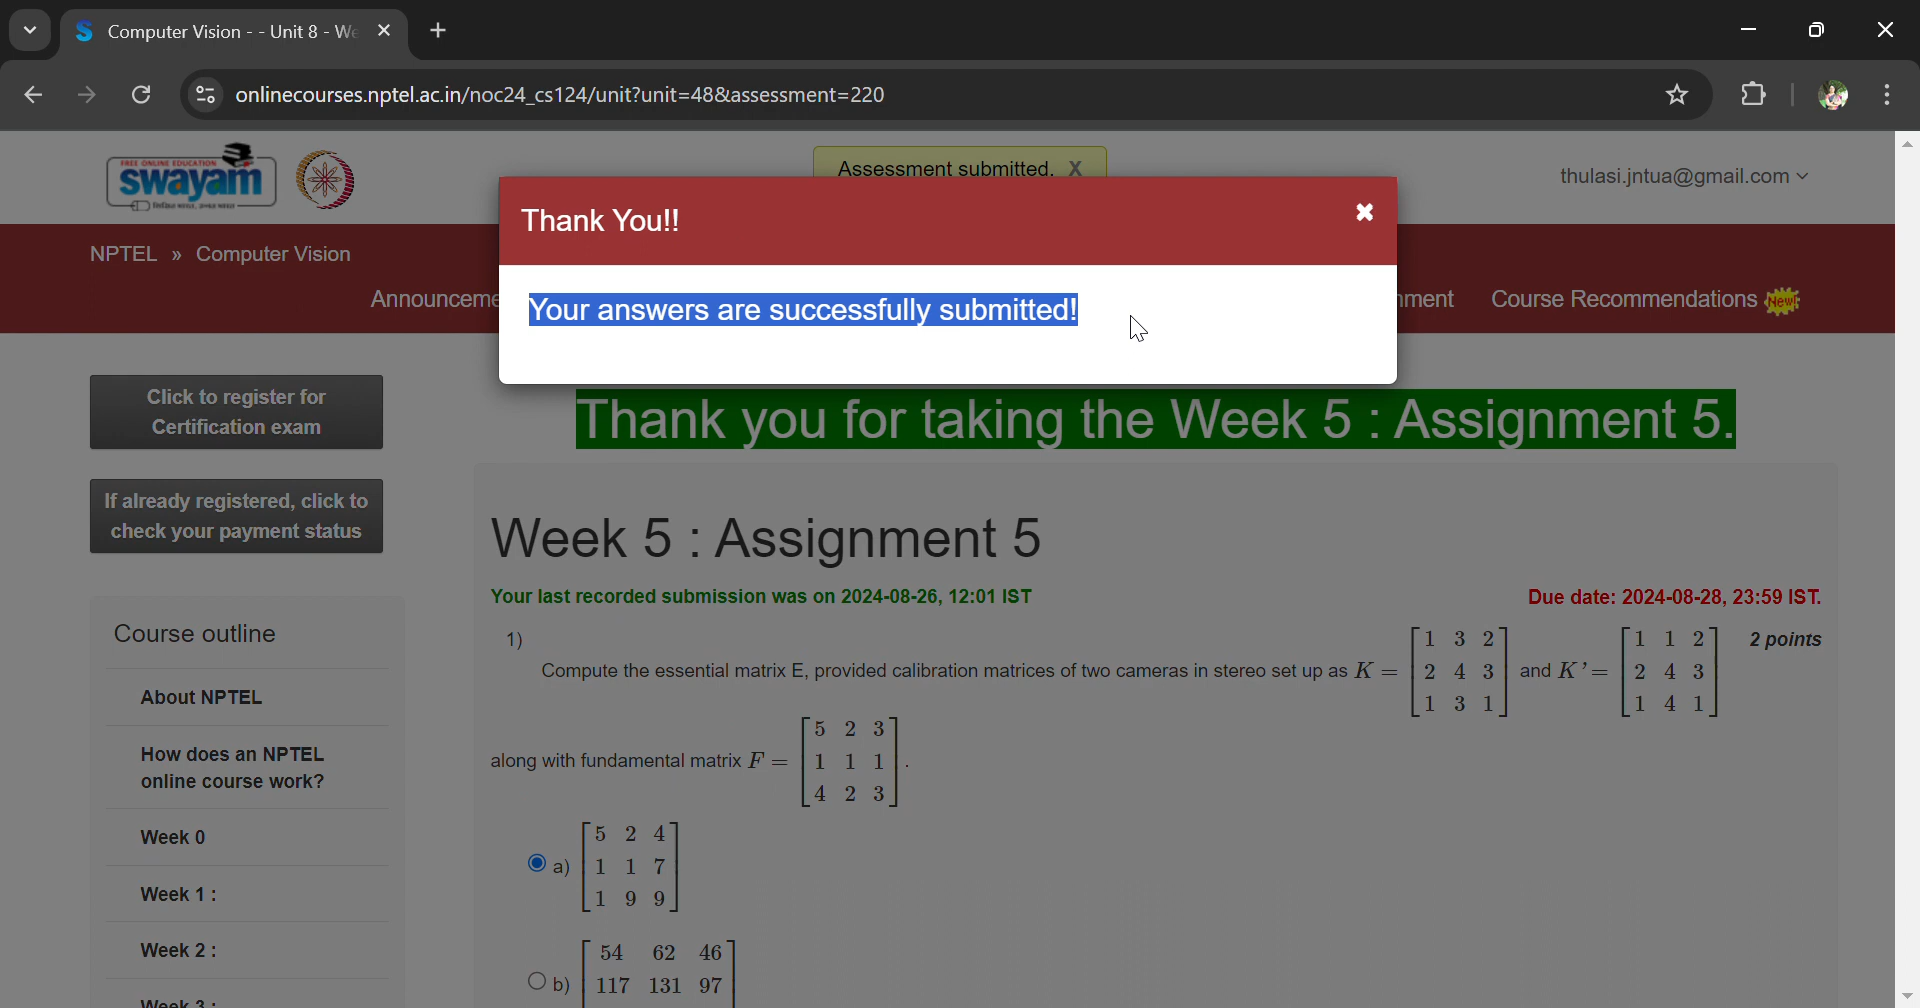 Computer Vision - - Unit 8 - We
onlinecourses.nptel.ac.in/noc24_cs124/unit?unit=48&assessment=220
FREE ONLINE EDUCATION
swayam
Assessment submitted. X
thulasi.jntua@gmail.com
Thank You!!
NPTEL » Computer Vision
Announceme
nment
Course Recommendations New!
Your answers are successfully submitted!
Click to register for
Certification exam
Thank you for taking the Week 5 : Assignment 5.
If already registered, click to
check your payment status
Week 5 : Assignment 5
Your last recorded submission was on 2024-08-26, 12:01 IST
Due date: 2024-08-28, 23:59 IST.
Course outline
About NPTEL
How does an NPTEL
online course work?
Week 0
Week 1 :
Week 2 :
Week 3 :
1)
2 points
Compute the essential matrix E, provided calibration matrices of two cameras in stereo set up as K = [1 3 2
2 4 3
1 3 1] and K’ = [1 1 2
2 4 3
1 4 1]
along with fundamental matrix F = [5 2 3
1 1 1
4 2 3].
a) [5 2 4
1 1 7
1 9 9]
b) [54 62 46
117 131 97